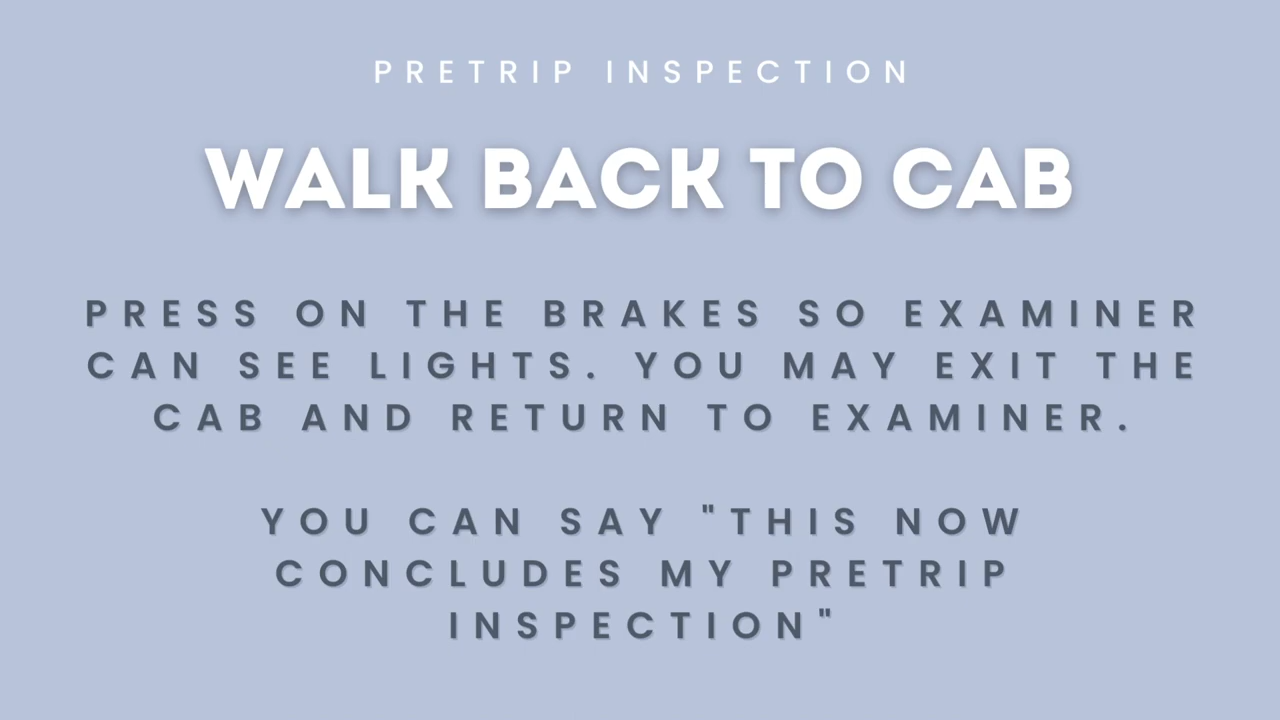 PRETRIP INSPECTION
WALK BACK TO CAB
PRESS ON THE BRAKES SO EXAMINER
CAN SEE LIGHTS. YOU MAY EXIT THE
CAB AND RETURN TO EXAMINER.
YOU CAN SAY "THIS NOW
CONCLUDES MY PRETRIP
INSPECTION"